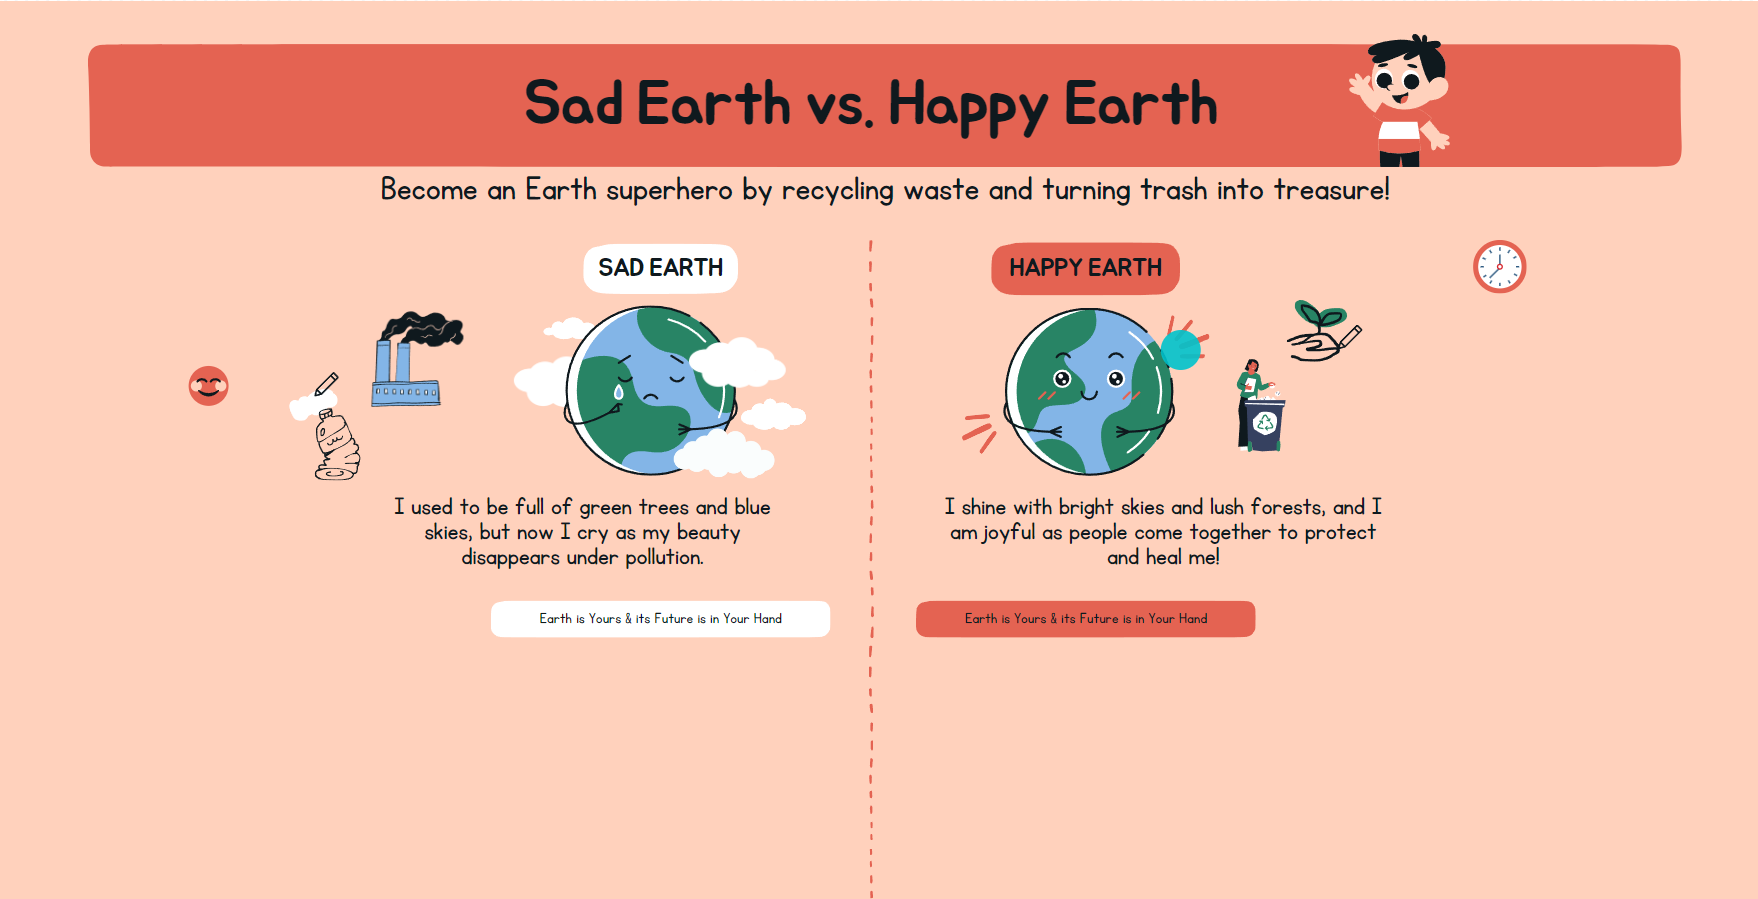 Sad Earth vs. Happy Earth
Become an Earth superhero by recycling waste and turning trash into treasure!
SAD EARTH
I used to be full of green trees and blue
skies, but now I cry as my beauty
disappears under pollution.
Earth is Yours & its Future is in Your Hand
HAPPY EARTH
I shine with bright skies and lush forests, and I
am joyful as people come together to protect
and heal me!
Earth is Yours & its Future is in Your Hand